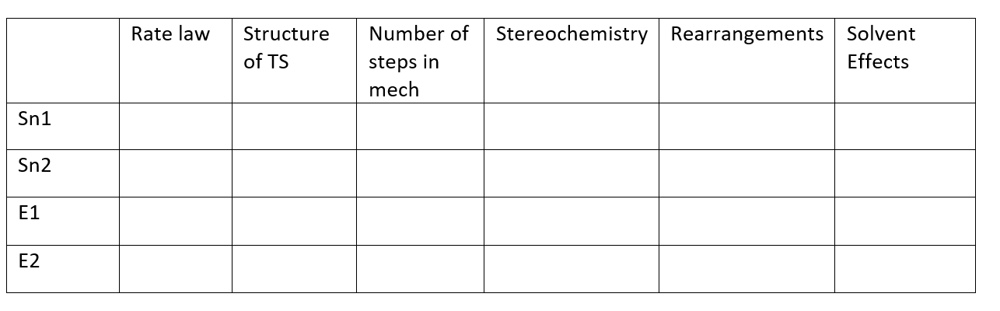 Rate law
Structure
of TS
Number of
steps in
mech
Stereochemistry
Rearrangements
Solvent
Effects
Sn1
Sn2
E1
E2